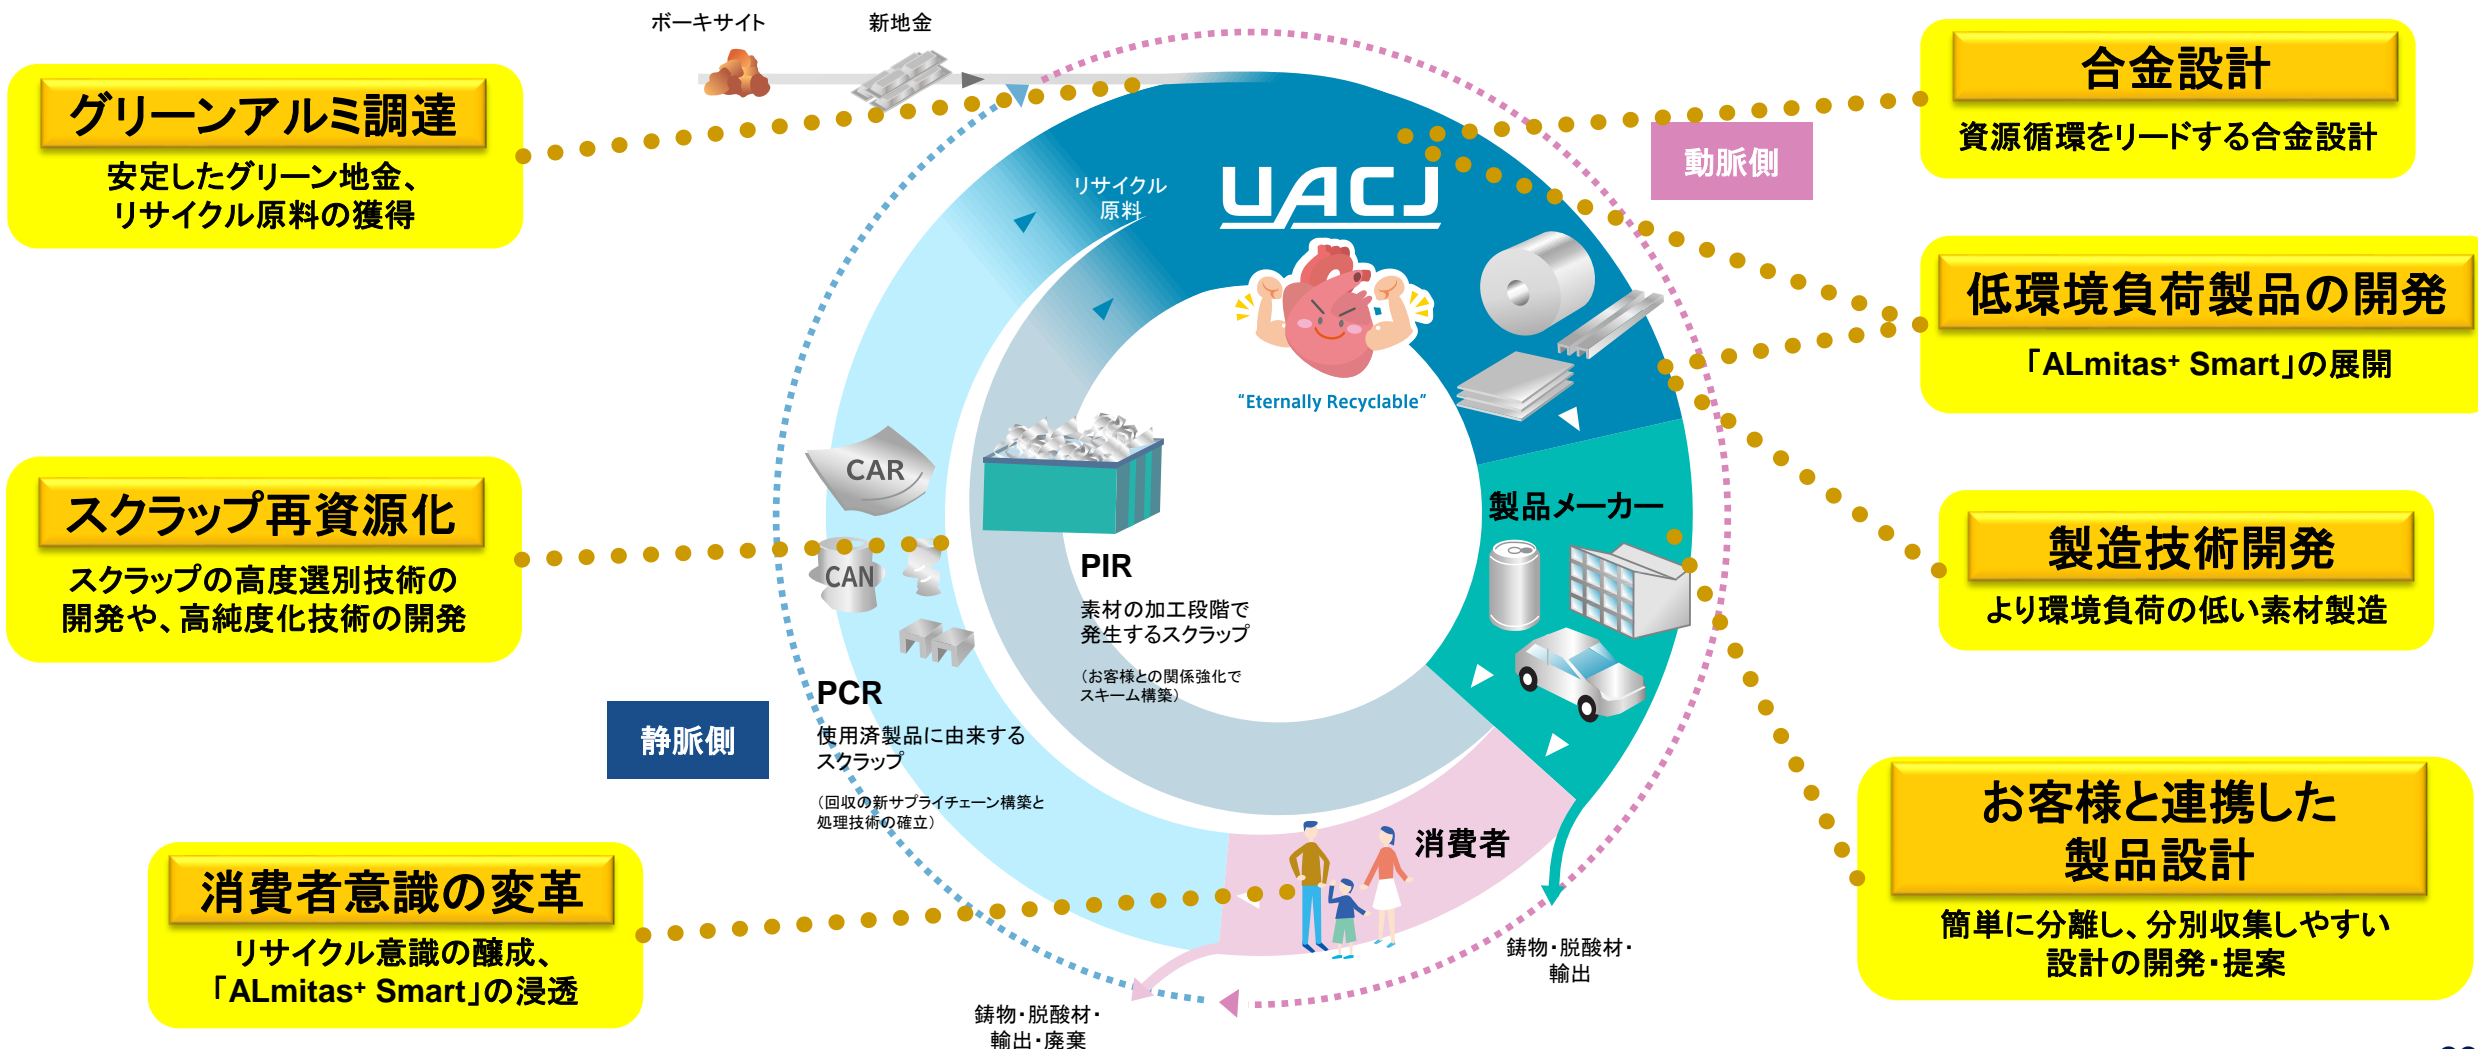 ボーキサイト
新地金
グリーンアルミ調達
安定したグリーン地金、
リサイクル原料の獲得
スクラップ再資源化
スクラップの高度選別技術の
開発や、高純度化技術の開発
消費者意識の変革
リサイクル意識の醸成、
「ALmitas⁺ Smart」の浸透
静脈側
リサイクル
原料
UACJ
“Eternally Recyclable”
CAR
CAN
PIR
素材の加工段階で
発生するスクラップ
（お客様との関係強化で
スキーム構築）
PCR
使用済製品に由来する
スクラップ
（回収の新サプライチェーン構築と
処理技術の確立）
製品メーカー
消費者
鋳物・脱酸材・
輸出・廃棄
鋳物・脱酸材・
輸出
動脈側
合金設計
資源循環をリードする合金設計
低環境負荷製品の開発
「ALmitas⁺ Smart」の展開
製造技術開発
より環境負荷の低い素材製造
お客様と連携した
製品設計
簡単に分離し、分別収集しやすい
設計の開発・提案